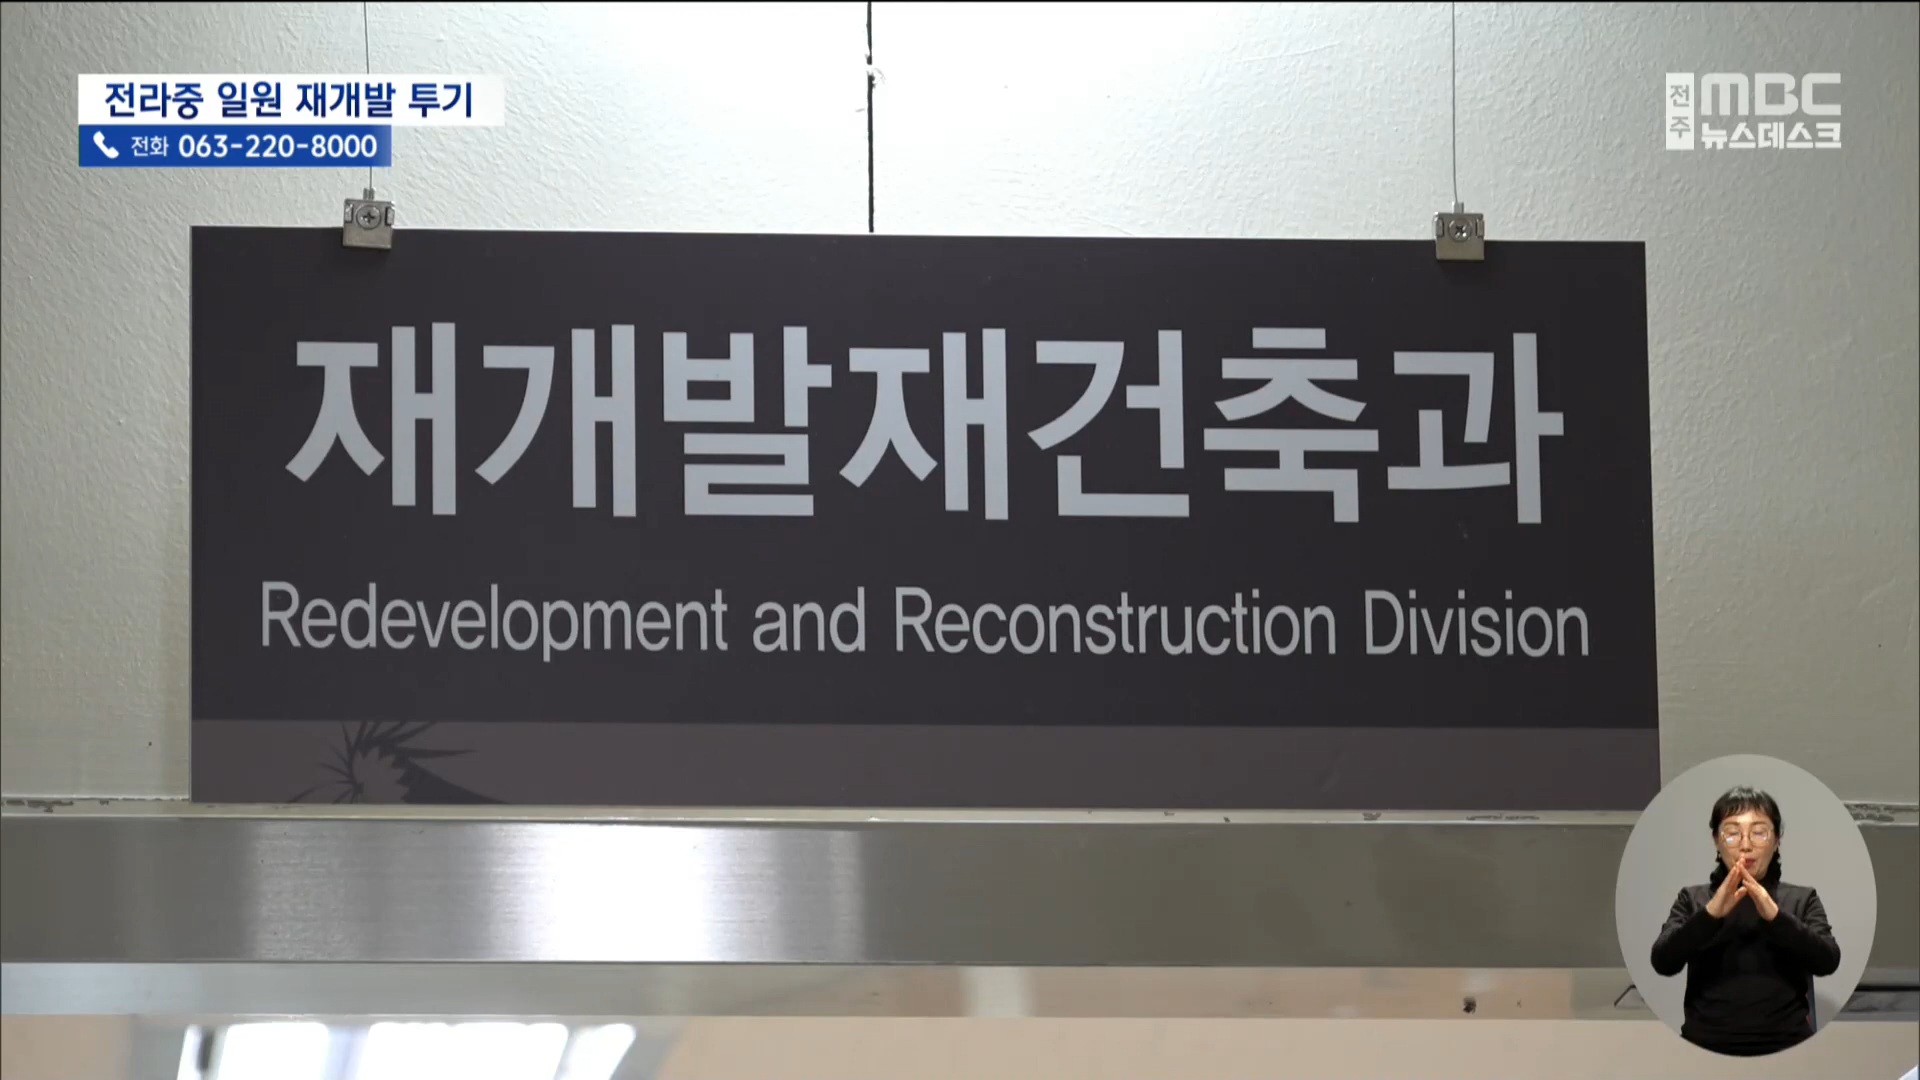 전라중 일원 재개발 투기
전화 063-220-8000
전주 MBC
뉴스데스크
재개발재건축과
Redevelopment and Reconstruction Division